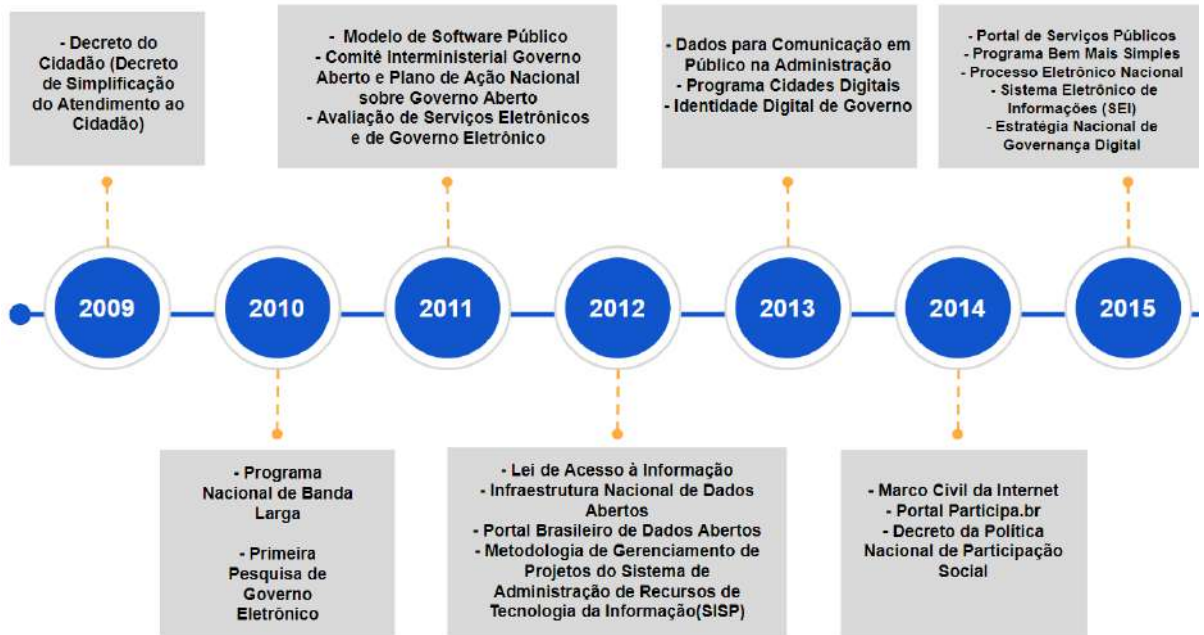 - Decreto do
Cidadão (Decreto
de Simplificação
do Atendimento ao
Cidadão)
- Modelo de Software Público
- Comitê Interministerial Governo
Aberto e Plano de Ação Nacional
sobre Governo Aberto
- Avaliação de Serviços Eletrônicos
e de Governo Eletrônico
- Dados para Comunicação em
Público na Administração
- Programa Cidades Digitais
- Identidade Digital de Governo
- Portal de Serviços Públicos
- Programa Bem Mais Simples
- Processo Eletrônico Nacional
- Sistema Eletrônico de
Informações (SEI)
- Estratégia Nacional de
Governança Digital
2009
2010
2011
2012
2013
2014
2015
- Programa
Nacional de Banda
Larga
- Primeira
Pesquisa de
Governo
Eletrônico
- Lei de Acesso à Informação
- Infraestrutura Nacional de Dados
Abertos
- Portal Brasileiro de Dados Abertos
- Metodologia de Gerenciamento de
Projetos do Sistema de
Administração de Recursos de
Tecnologia da Informação(SISP)
- Marco Civil da Internet
- Portal Participa.br
- Decreto da Política
Nacional de Participação
Social